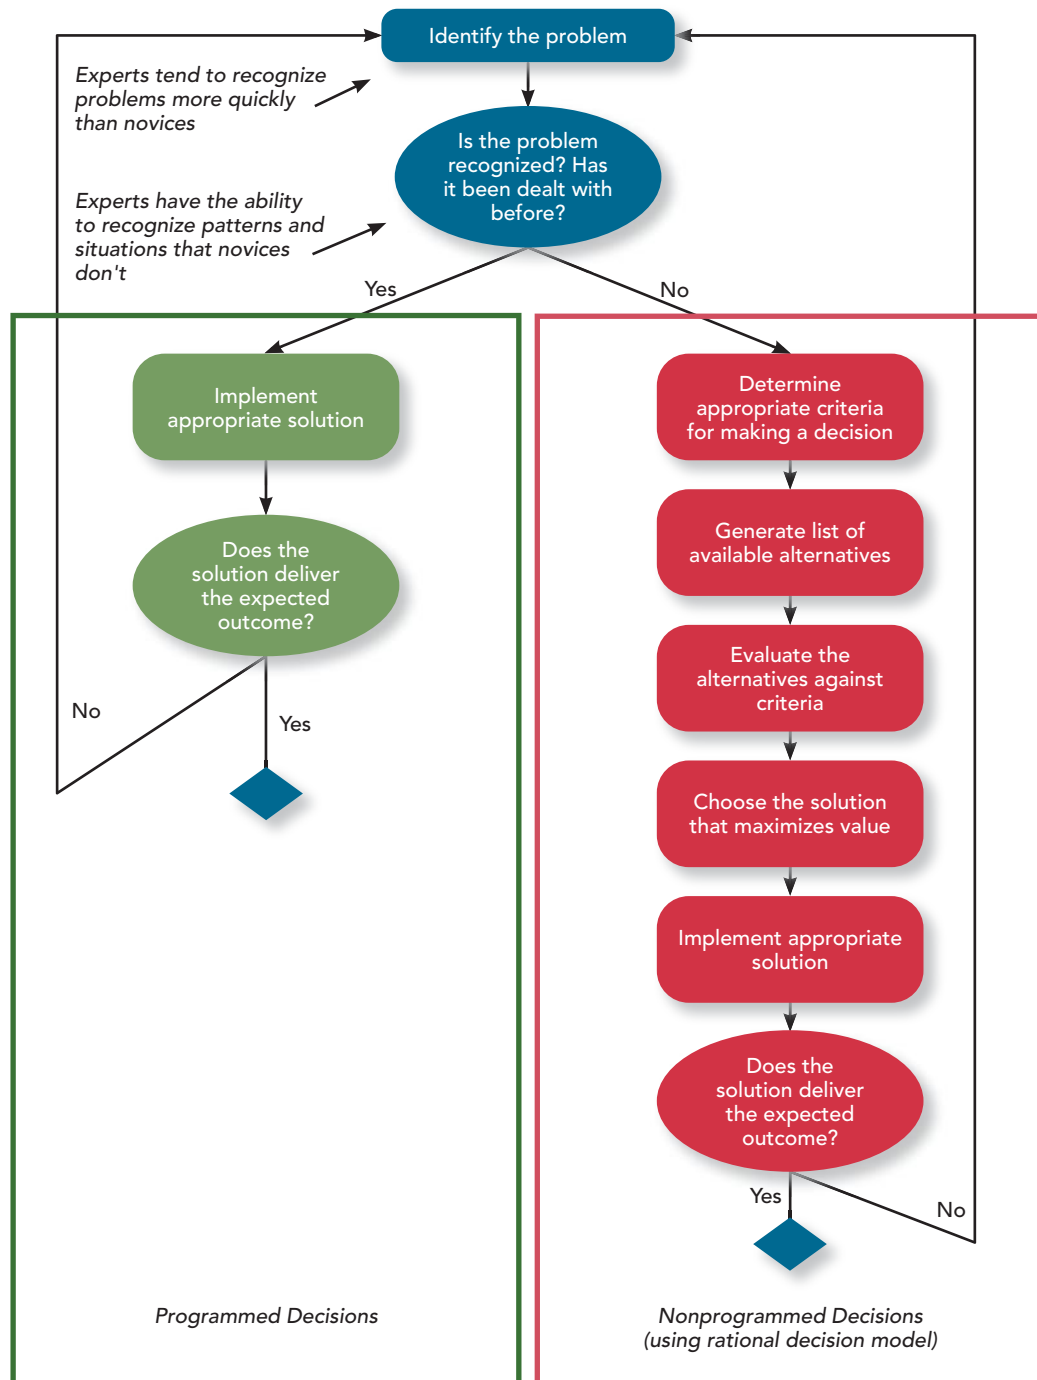 Identify the problem
Experts tend to recognize
problems more quickly
than novices
Is the problem
recognized? Has
it been dealt with
before?
Experts have the ability
to recognize patterns and
situations that novices
don't
Yes
No
Implement
appropriate solution
Does the
solution deliver
the expected
outcome?
No
Yes
Programmed Decisions
Determine
appropriate criteria
for making a decision
Generate list of
available alternatives
Evaluate the
alternatives against
criteria
Choose the solution
that maximizes value
Implement appropriate
solution
Does the
solution deliver
the expected
outcome?
Yes
No
Nonprogrammed Decisions
(using rational decision model)